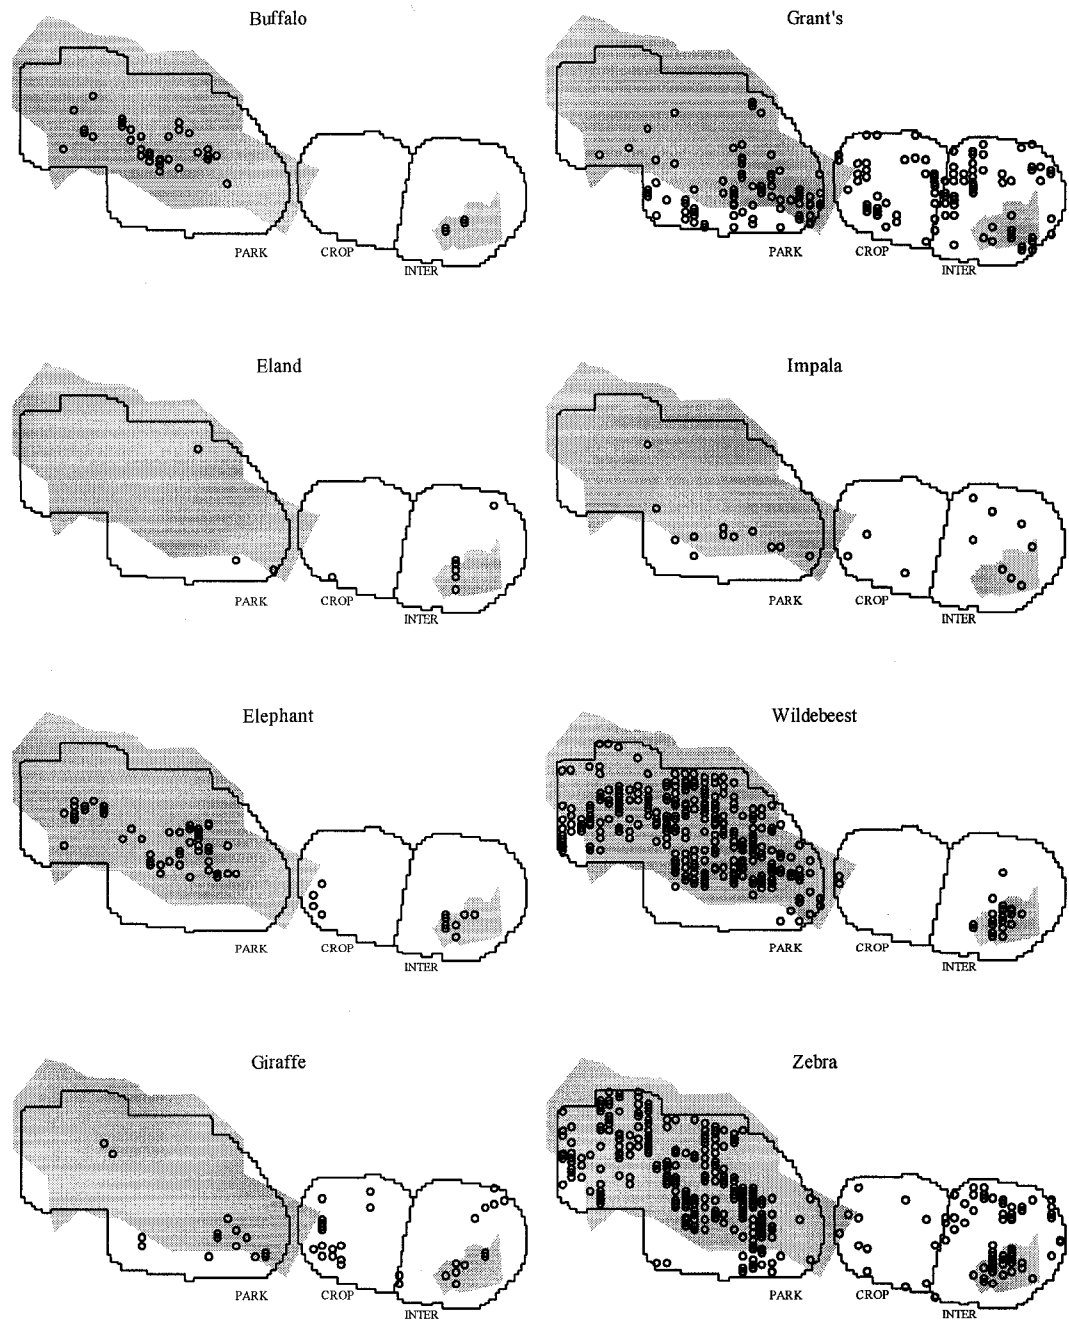 Buffalo
Grant's
PARK
CROP
INTER
PARK
CROP
INTER
Eland
Impala
PARK
CROP
INTER
PARK
CROP
INTER
Elephant
Wildebeest
PARK
CROP
INTER
PARK
CROP
INTER
Giraffe
Zebra
PARK
CROP
INTER
PARK
CROP
INTER